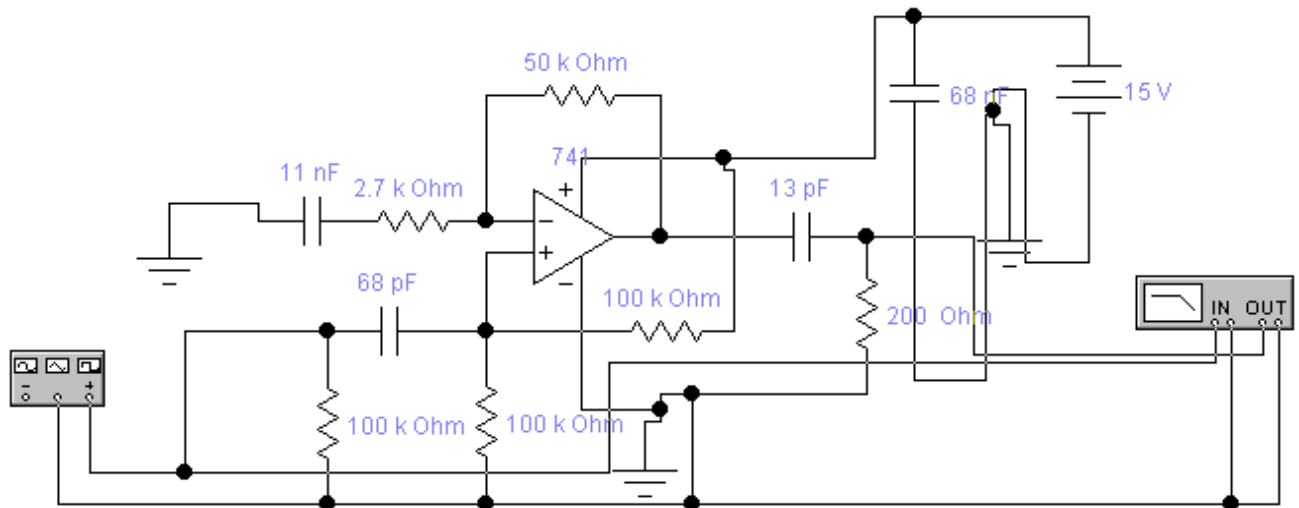 50 k Ohm
68 nF
15 V
741
11 nF
2.7 k Ohm
13 pF
+
−
+
−
68 pF
100 k Ohm
200 Ohm
IN OUT
− +
100 k Ohm
100 k Ohm